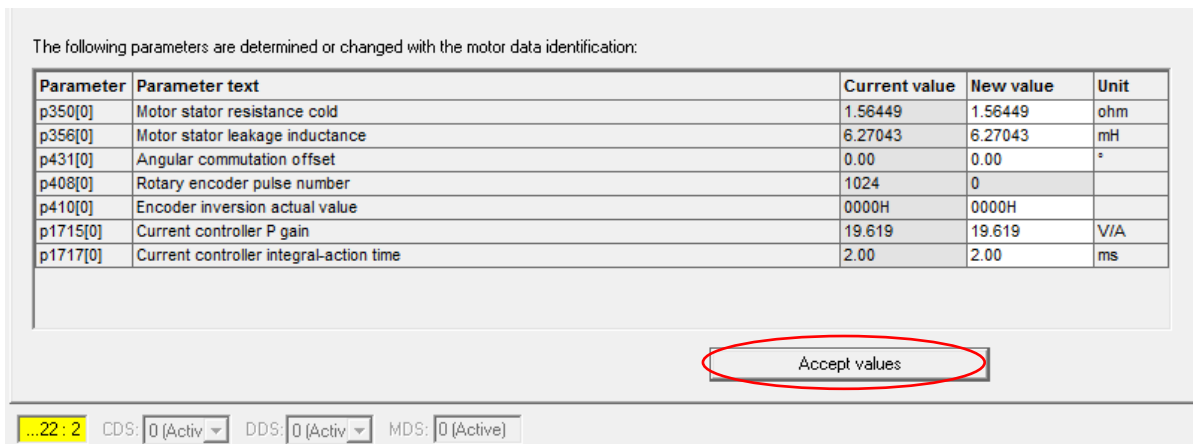 The following parameters are determined or changed with the motor data identification:
Parameter Parameter text Current value New value Unit
p350[0] Motor stator resistance cold 1.56449 1.56449 ohm
p356[0] Motor stator leakage inductance 6.27043 6.27043 mH
p431[0] Angular commutation offset 0.00 0.00 °
p408[0] Rotary encoder pulse number 1024 0
p410[0] Encoder inversion actual value 0000H 0000H
p1715[0] Current controller P gain 19.619 19.619 V/A
p1717[0] Current controller integral-action time 2.00 2.00 ms
Accept values
...22 : 2 CDS: 0 (Activ DDS: 0 (Activ MDS: 0 (Active)